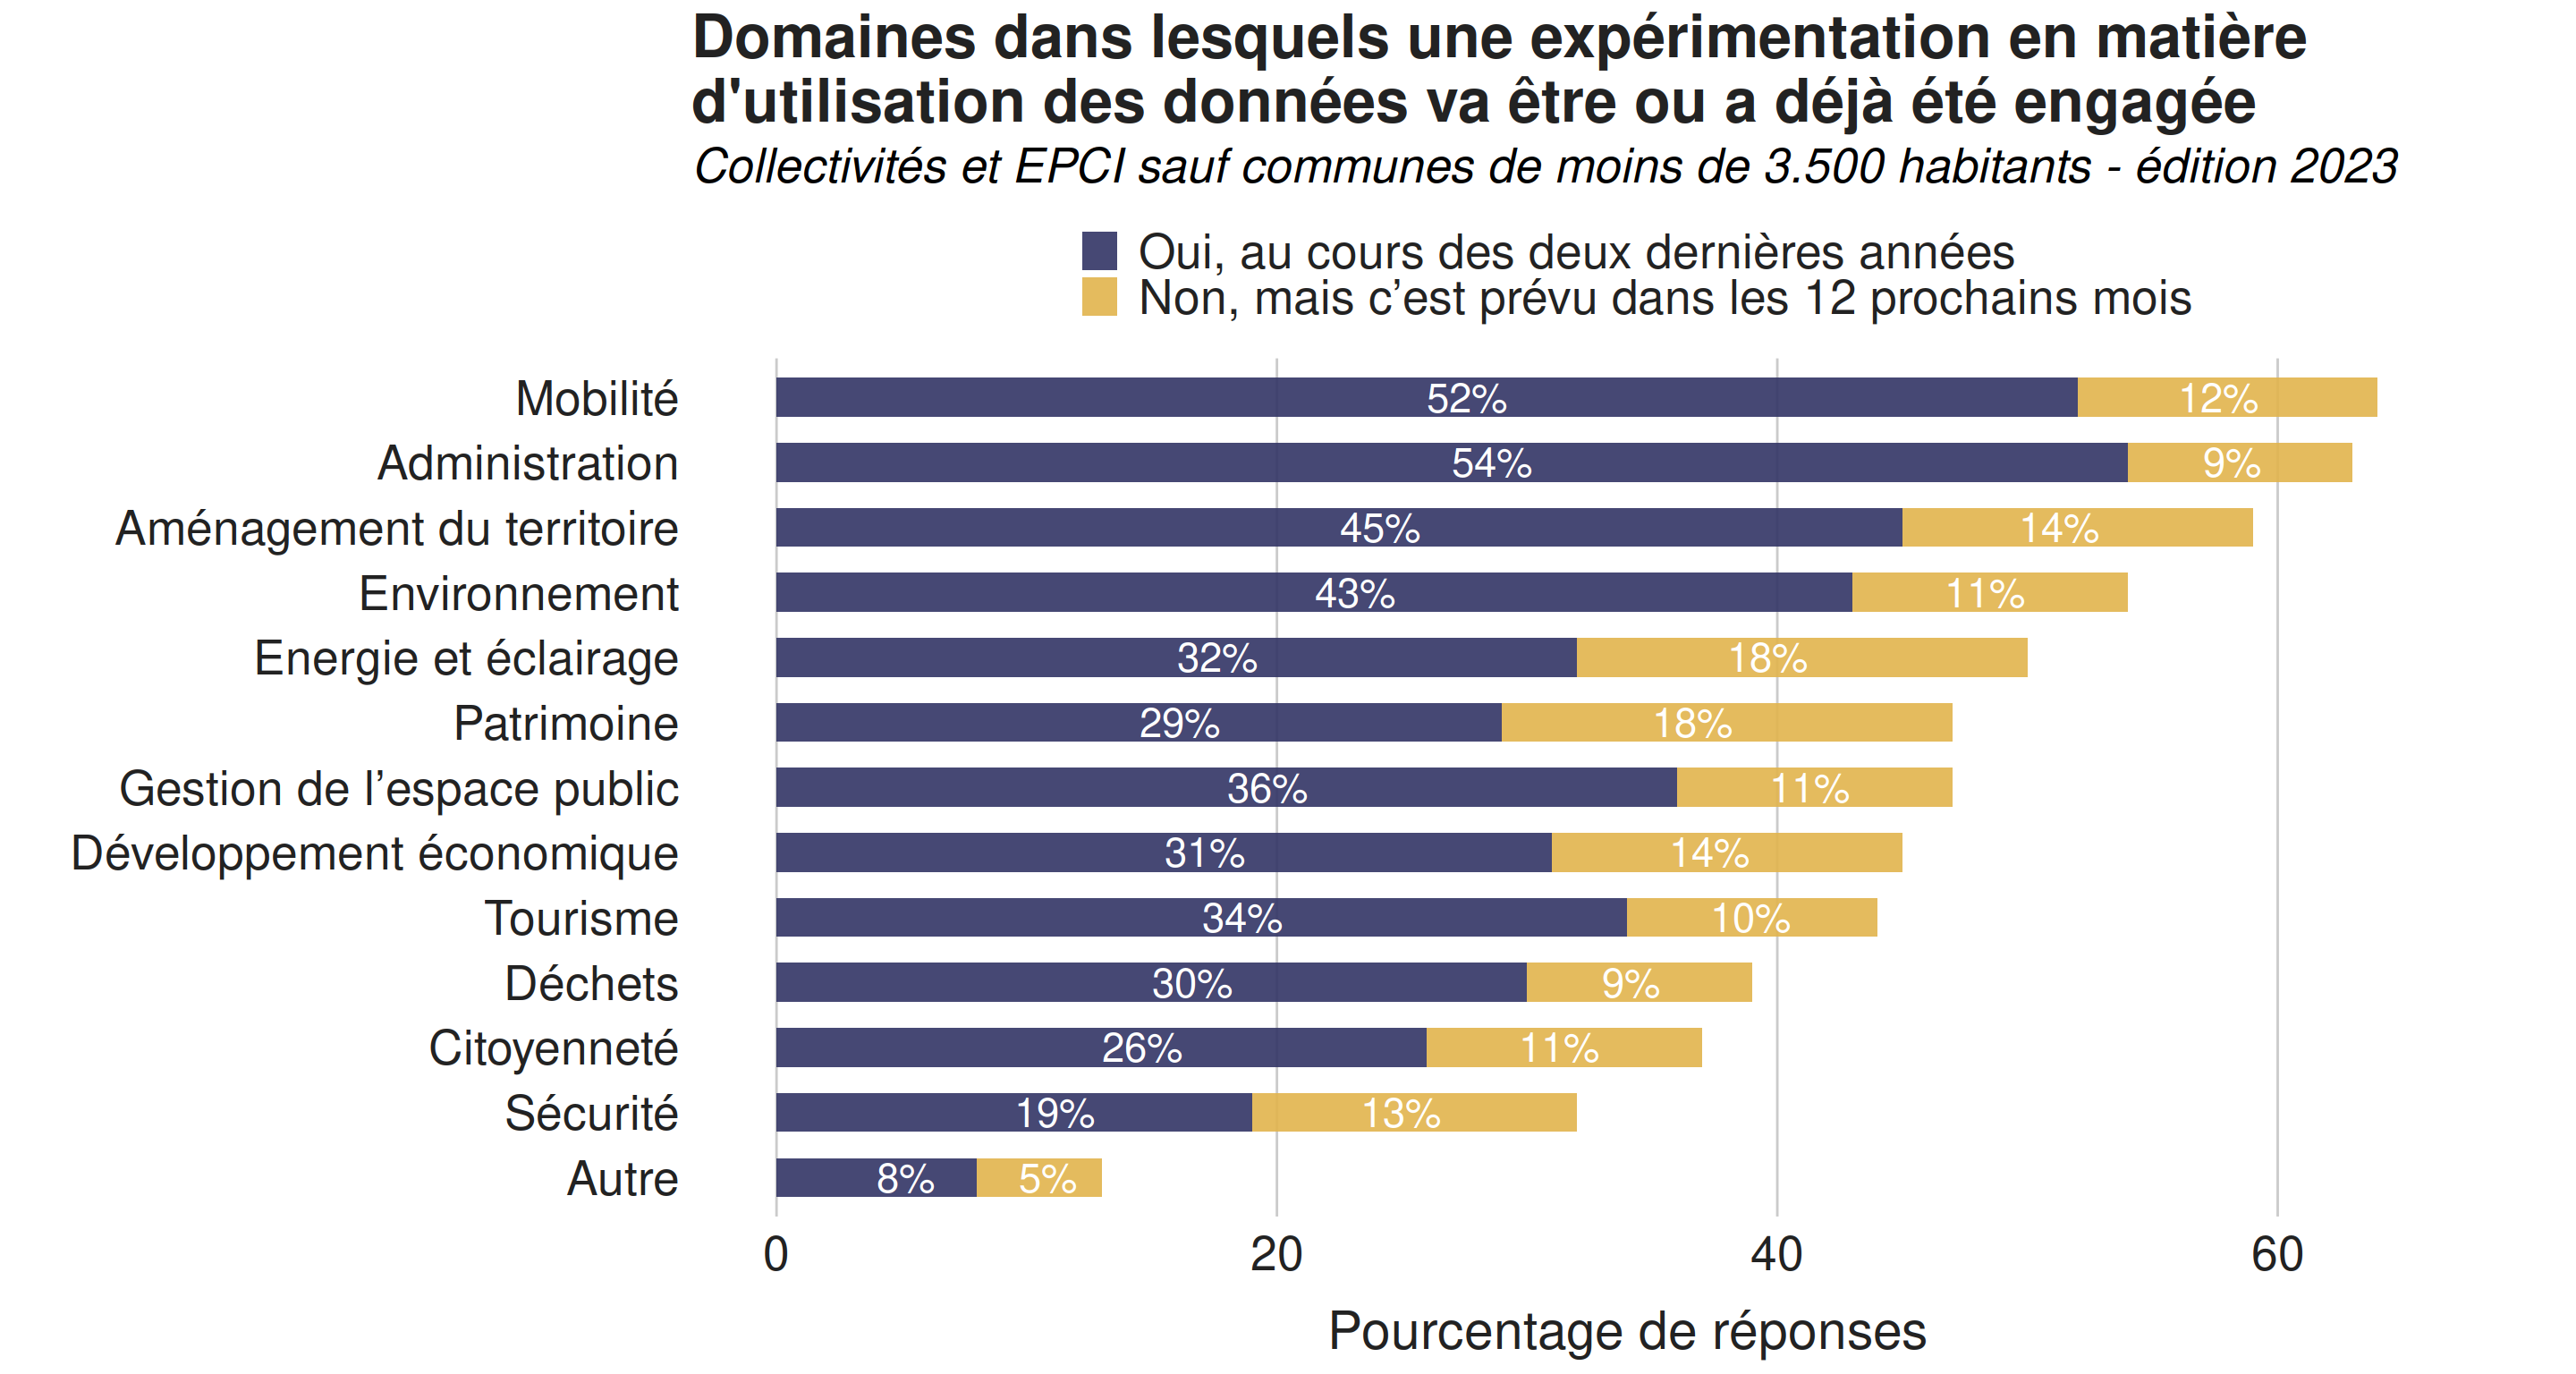 Domaines dans lesquels une expérimentation en matière
d'utilisation des données va être ou a déjà été engagée
Collectivités et EPCI sauf communes de moins de 3.500 habitants - édition 2023
Oui, au cours des deux dernières années
Non, mais c’est prévu dans les 12 prochains mois
Mobilité 52% 12%
Administration 54% 9%
Aménagement du territoire 45% 14%
Environnement 43% 11%
Energie et éclairage 32% 18%
Patrimoine 29% 18%
Gestion de l’espace public 36% 11%
Développement économique 31% 14%
Tourisme 34% 10%
Déchets 30% 9%
Citoyenneté 26% 11%
Sécurité 19% 13%
Autre 8% 5%
0 20 40 60
Pourcentage de réponses